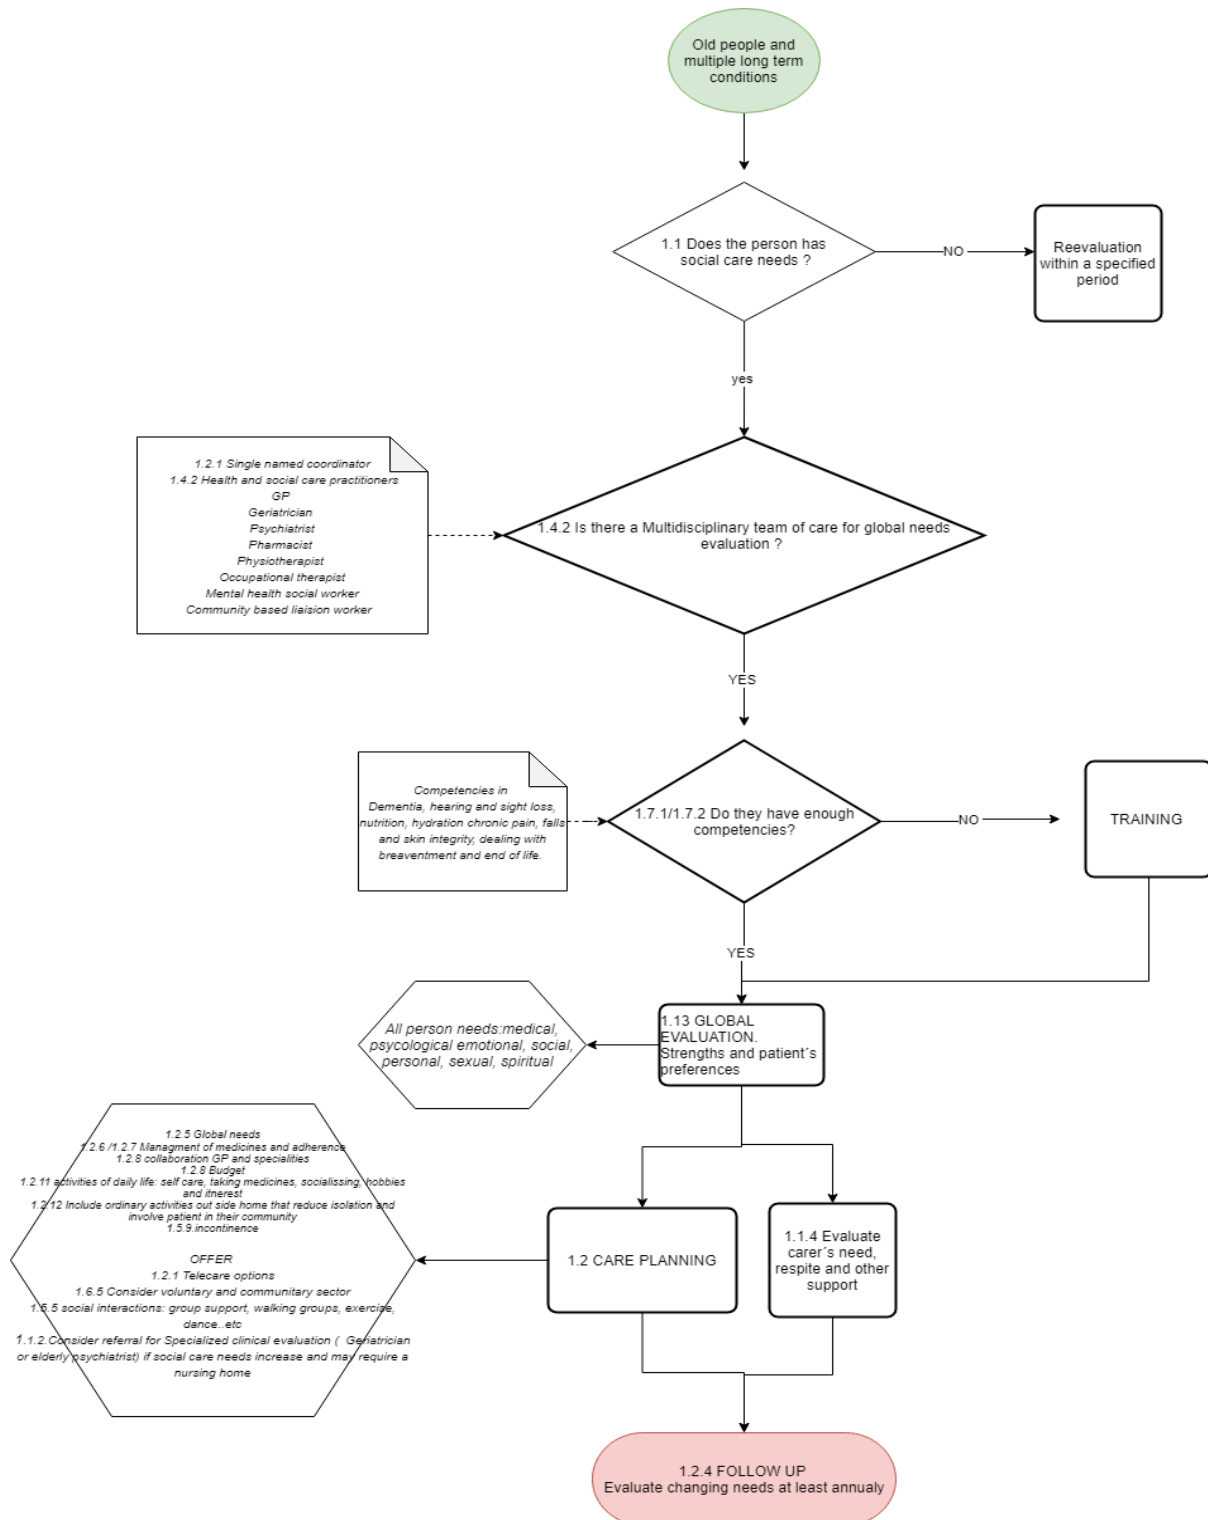 Old people and
multiple long term
conditions
1.1 Does the person has
social care needs ?
NO
Reevaluation
within a specified
period
yes
1.2.1 Single named coordinator
1.4.2 Health and social care practitioners
GP
Geriatrician
Psychiatrist
Pharmacist
Physiotherapist
Occupational therapist
Mental health social worker
Community based liaision worker
1.4.2 Is there a Multidisciplinary team of care for global needs
evaluation ?
YES
Competencies in
Dementia, hearing and sight loss,
nutrition, hydration chronic pain, falls
and skin integrity, dealing with
breaventment and end of life.
1.7.1/1.7.2 Do they have enough
competencies?
NO
TRAINING
YES
All person needs:medical,
psycological emotional, social,
personal, sexual, spiritual
1.13 GLOBAL
EVALUATION.
Strengths and patient´s
preferences
1.2.5 Global needs
1.2.6 /1.2.7 Managment of medicines and adherence
1.2.8 collaboration GP and specialities
1.2.8 Budget
1.2.11 activities of daily life: self care, taking medicines, socialissing, hobbies
and itnerest
1.2.12 Include ordinary activities out side home that reduce isolation and
involve patient in their community
1.5.9.incontinence
OFFER
1.2.1 Telecare options
1.6.5 Consider voluntary and communitary sector
1.5.5 social interactions: group support, walking groups, exercise,
dance..etc
1.1.2.Consider referral for Specialized clinical evaluation ( Geriatrician
or elderly psychiatrist) if social care needs increase and may require a
nursing home
1.2 CARE PLANNING
1.1.4 Evaluate
carer´s need,
respite and other
support
1.2.4 FOLLOW UP
Evaluate changing needs at least annualy